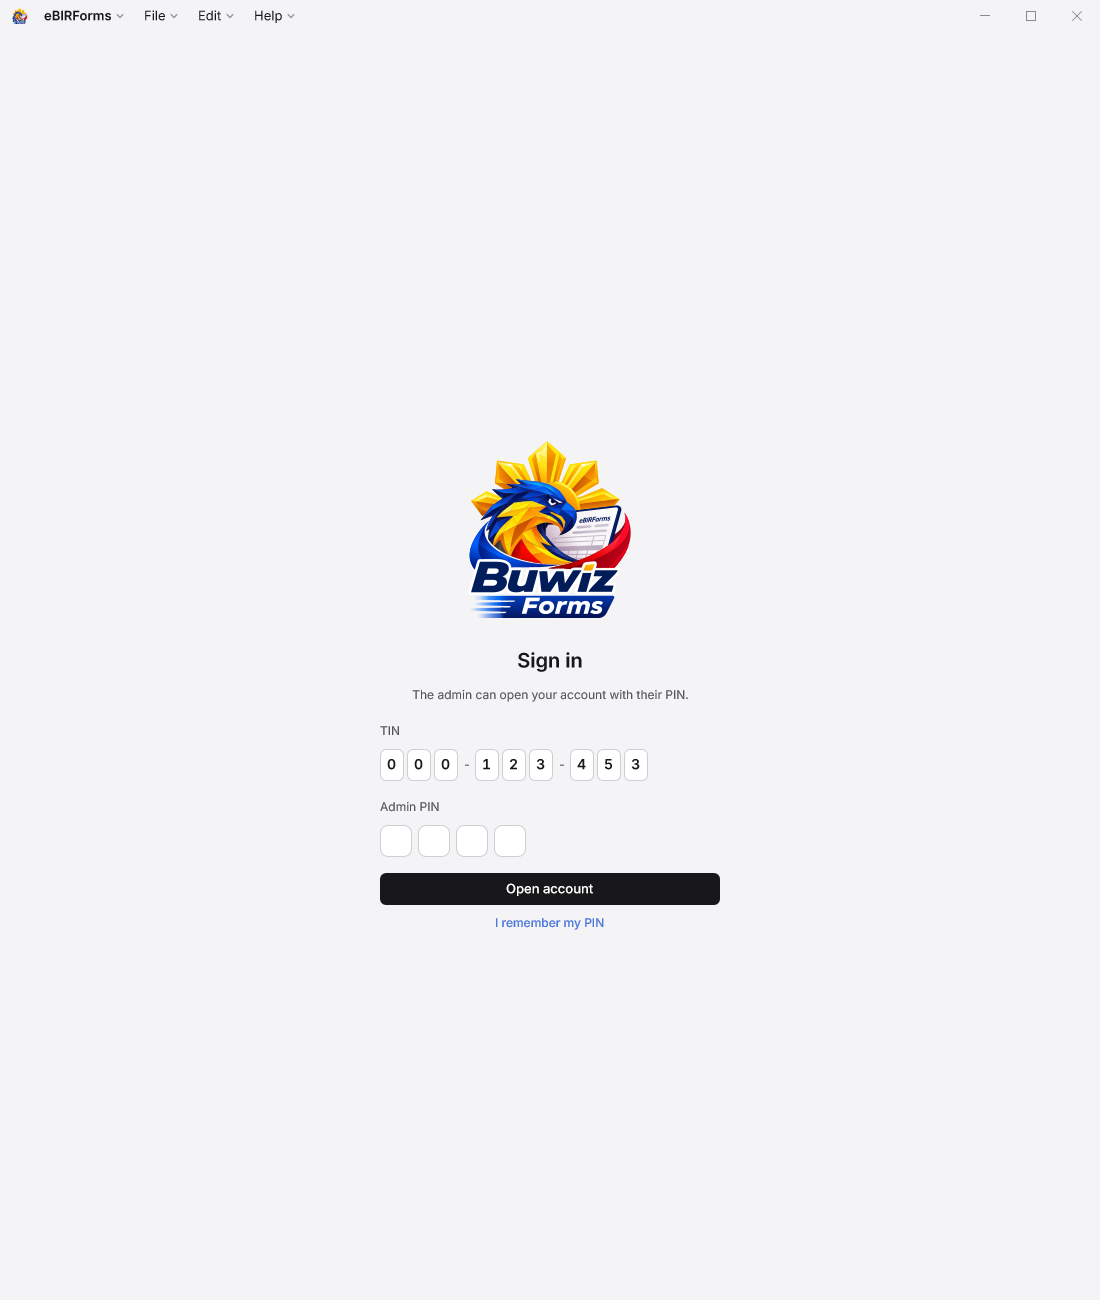 eBIRForms File Edit Help
eBIRForms
Buwiz
Forms
Sign in
The admin can open your account with their PIN.
TIN
0 0 0 - 1 2 3 - 4 5 3
Admin PIN
Open account
I remember my PIN